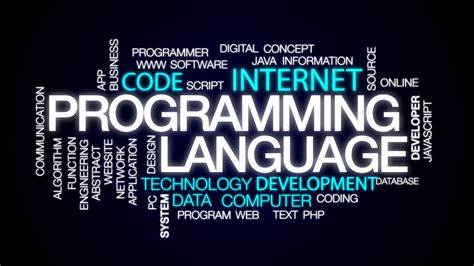 PROGRAMMER
DIGITAL CONCEPT
WWW SOFTWARE
JAVA INFORMATION
APP
BUSINESS
CODE
SCRIPT
INTERNET
SOURCE
ONLINE
PROGRAMMING
LANGUAGE
COMMUNICATION
ALGORITHM
FUNCTION
ENGINEERING
ABSTRACT
WEBSITE
NETWORK
APPLICATION
PC
DESIGN
SYSTEM
DEVELOPER
JAVASCRIPT
TECHNOLOGY DEVELOPMENT
DATABASE
DATA COMPUTER
CODING
PROGRAM WEB
TEXT PHP